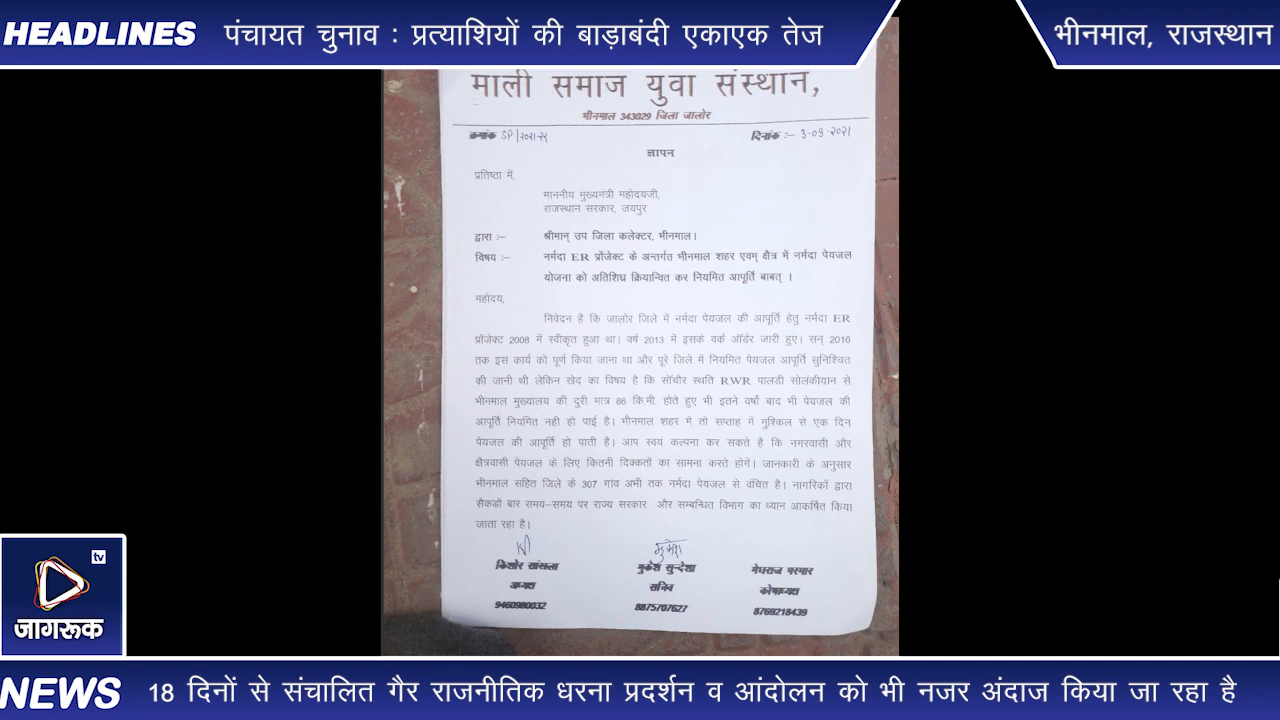 HEADLINES पंचायत चुनाव : प्रत्याशियों की बाड़ाबंदी एकाएक तेज
भीनमाल, राजस्थान
माली समाज युवा संस्थान,
भीनमाल 343029 जिला जालोर
क्रमांक SP/2021-22 दिनांक :– 3-09-2021
ज्ञापन
प्रतिष्ठा में,
माननीय मुख्यमंत्री महोदयजी,
राजस्थान सरकार, जयपुर
द्वारा :– श्रीमान् उप जिला कलेक्टर, भीनमाल।
विषय :– नर्मदा ER प्रोंजेक्ट के अन्तर्गत भीनमाल शहर एवम् क्षैत्र में नर्मदा पेयजल
योजना को अतिशिघ्र क्रियान्वित कर नियमित आपूर्ति बाबत् ।
महोदय,
निवेदन है कि जालोर जिले में नर्मदा पेयजल की आपूर्ति हेतु नर्मदा ER
प्रोंजेक्ट 2008 में स्वीकृत हुआ था। वर्ष 2013 में इसके वर्क ऑर्डर जारी हुए। सन् 2016
तक इस कार्य को पूर्ण किया जाना था और पूरे जिले में नियमित पेयजल आपूर्ति सुनिश्चित
की जानी थी लेकिन खेद का विषय है कि सॉचौर स्थति RWR पालडी सोलंकीयान से
भीनमाल मुख्यालय की दुरी मात्र 86 कि.मी. होते हुए भी इतने वर्षो बाद भी पेयजल की
आपूर्ति नियमित नही हो पाई है। भीनमाल शहर में तो सप्ताह में मुश्किल से एक दिन
पेयजल की आपूर्ति हो पाती है। आप स्वयं कल्पना कर सकते है कि नगरवासी और
क्षैत्रवासी पेयजल के लिए कितनी दिक्कतों का सामना करते होगें। जानकारी के अनुसार
भीनमाल सहित जिले के 307 गांव अभी तक नर्मदा पेयजल से वंचित है। नागरिकों द्वारा
सैकडों बार समय–समय पर राज्य सरकार और सम्बन्धित विभाग का ध्यान आकर्षित किया
जाता रहा है।
मुकेश
किशोर सांखला मुकेश सुन्देशा मेघराज परमार
अध्यक्ष सचिव कोषाध्यक्ष
9460980032 8875707627 8769218439
tv
जागरूक
NEWS 18 दिनों से संचालित गैर राजनीतिक धरना प्रदर्शन व आंदोलन को भी नजर अंदाज किया जा रहा है